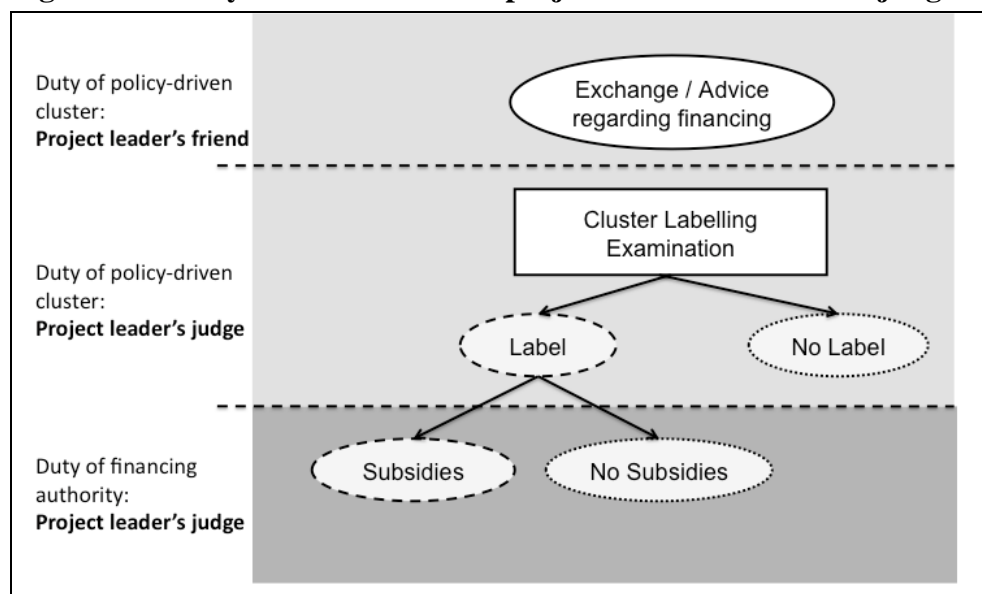 Duty of policy-driven
cluster:
Project leader's friend
Exchange / Advice
regarding financing
Cluster Labelling
Examination
Duty of policy-driven
cluster:
Project leader's judge
Label
No Label
Duty of financing
authority:
Project leader's judge
Subsidies
No Subsidies